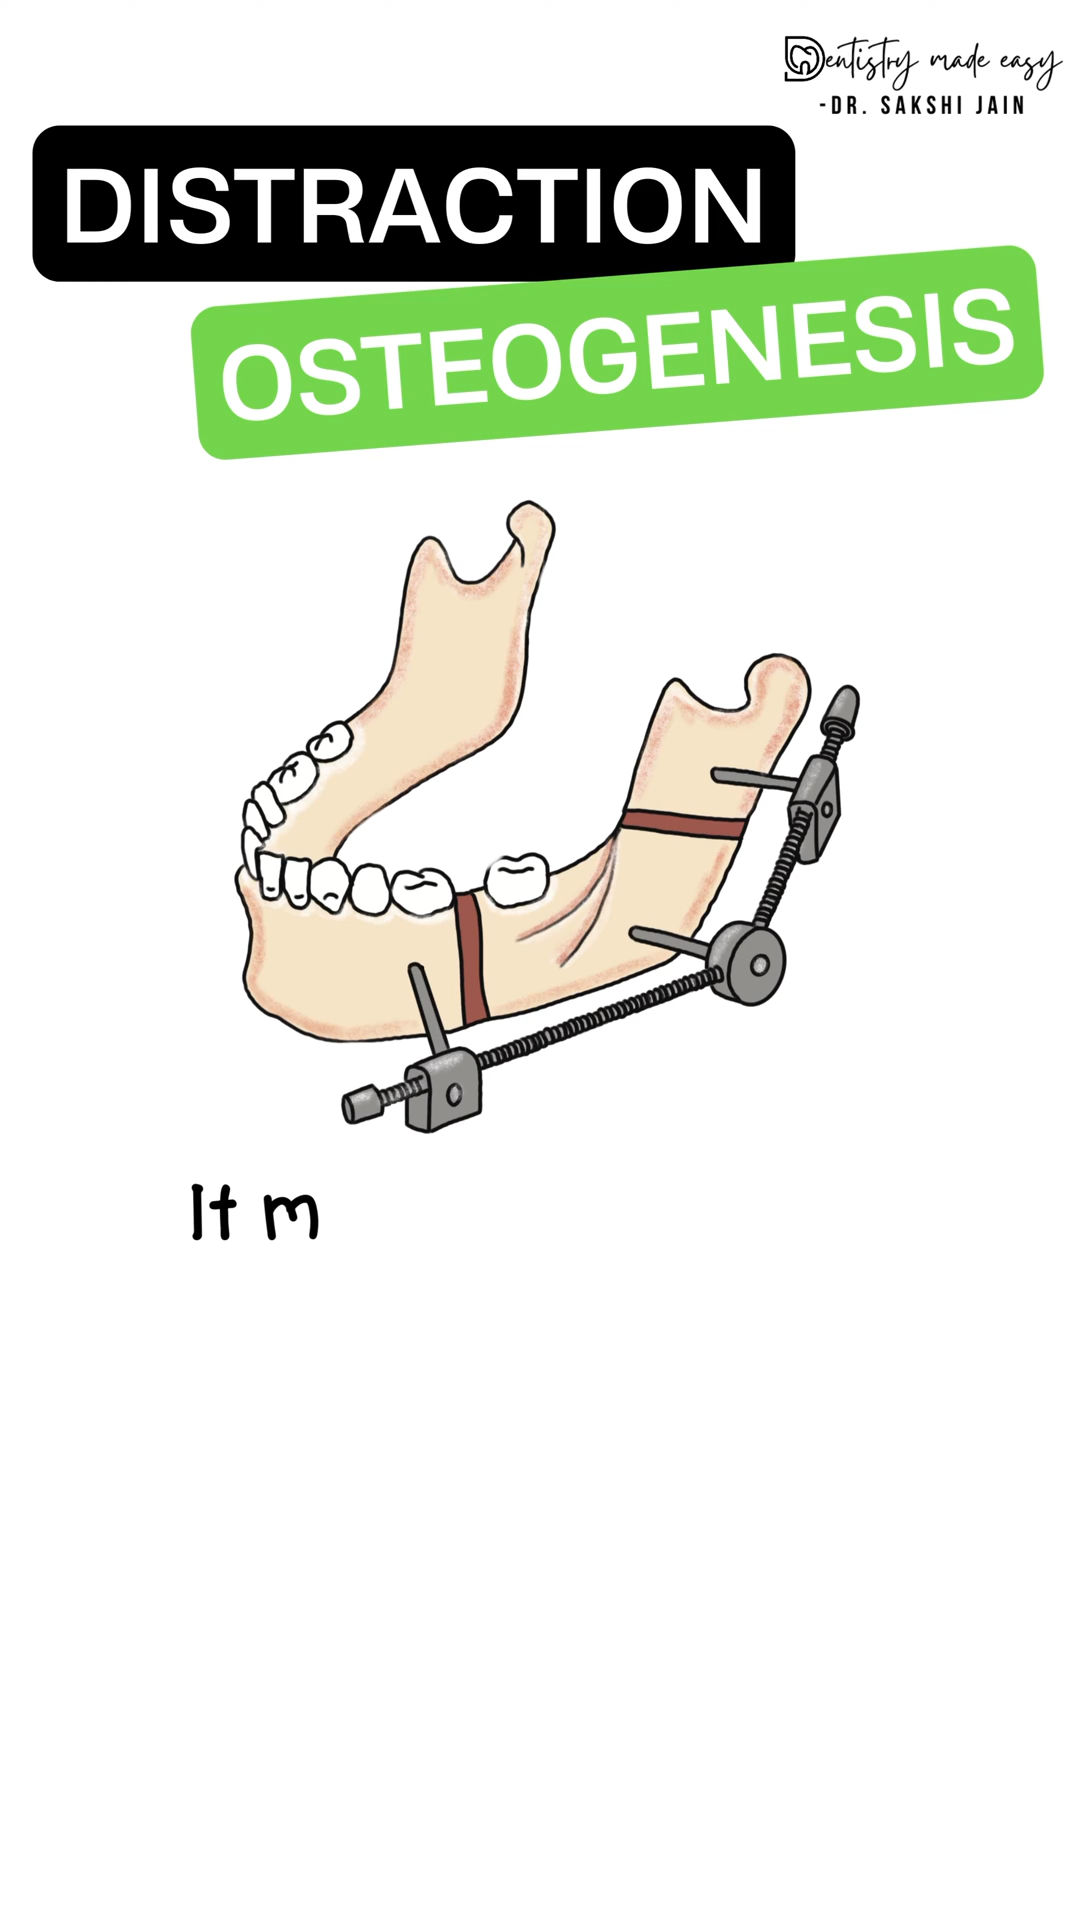 Dentistry made easy
-DR. SAKSHI JAIN
DISTRACTION
OSTEOGENESIS
It m